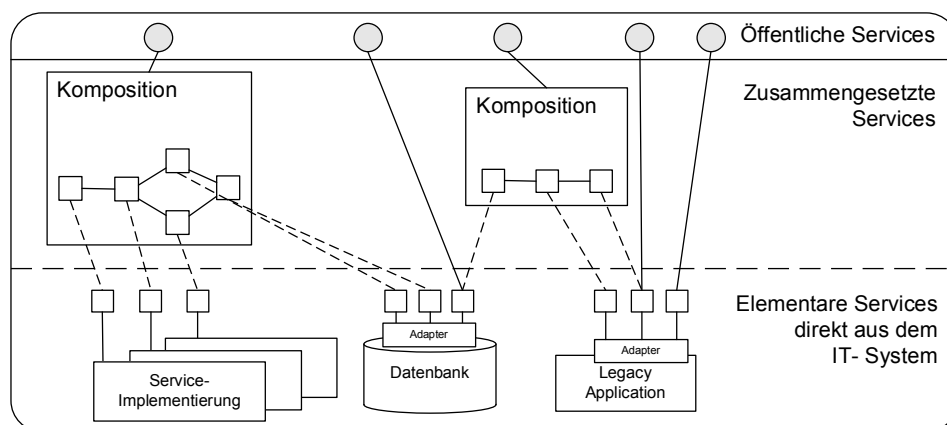 Öffentliche Services
Komposition
Komposition
Zusammengesetzte
Services
Elementare Services
direkt aus dem
IT- System
Adapter
Adapter
Service-
Implementierung
Datenbank
Legacy
Application